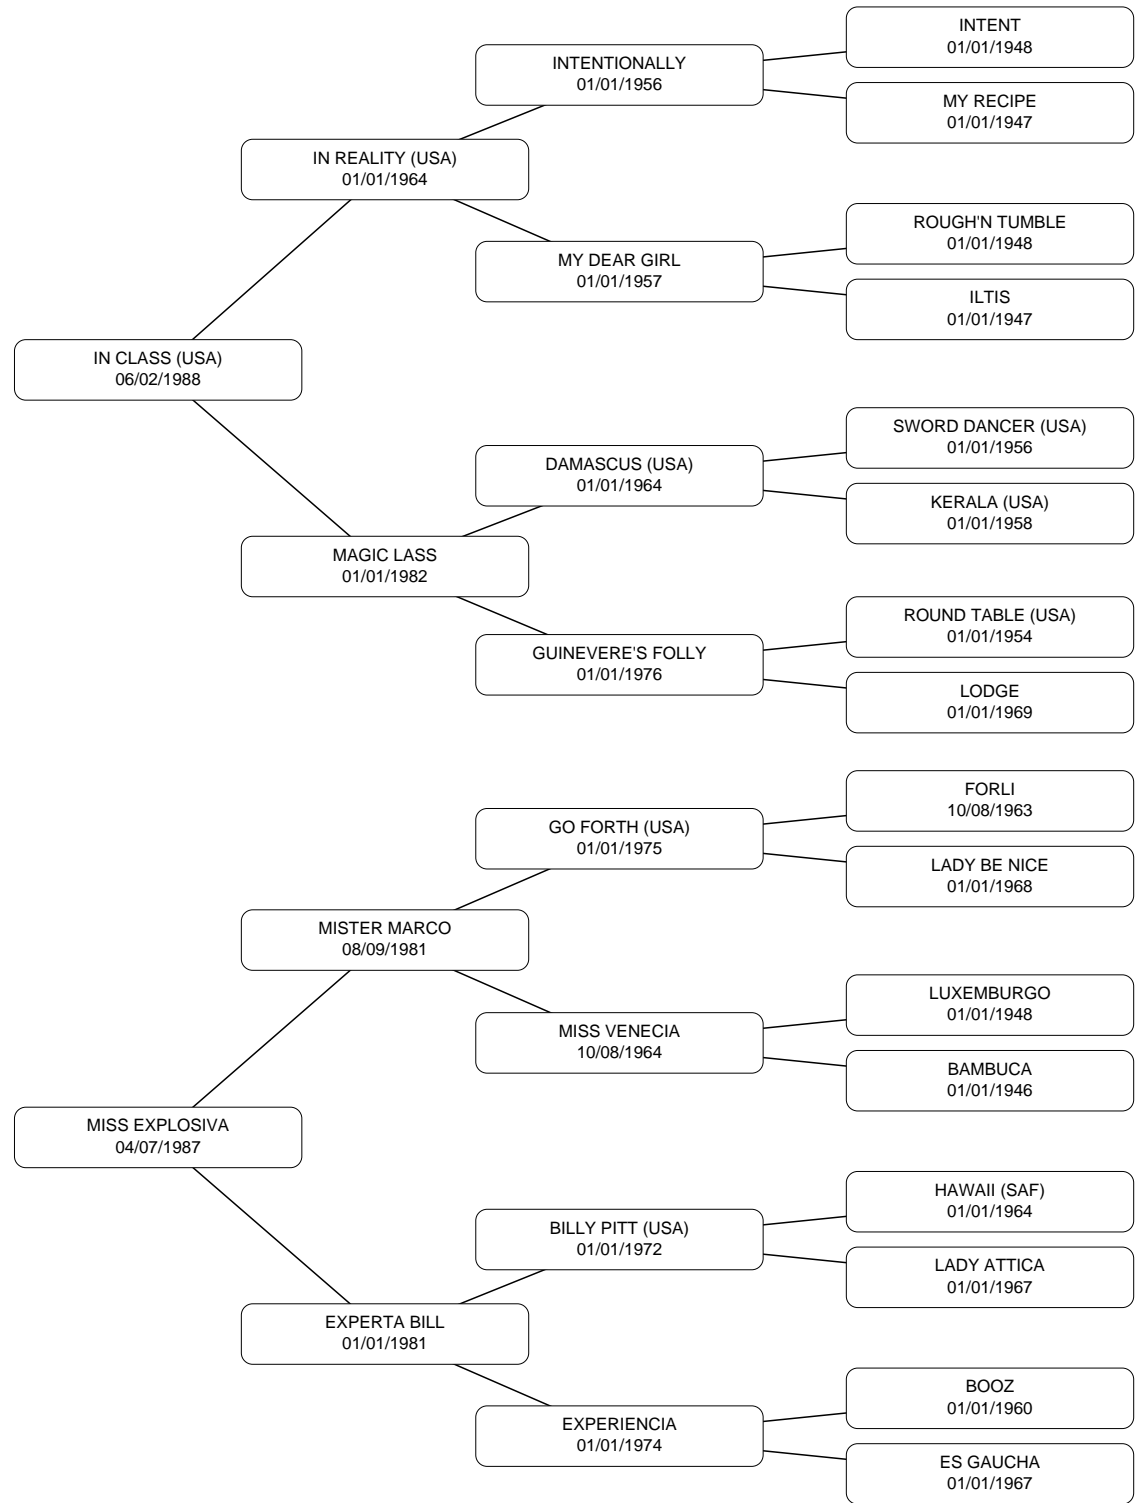 INTENT
01/01/1948
INTENTIONALLY
01/01/1956
MY RECIPE
01/01/1947
IN REALITY (USA)
01/01/1964
ROUGH'N TUMBLE
01/01/1948
MY DEAR GIRL
01/01/1957
ILTIS
01/01/1947
IN CLASS (USA)
06/02/1988
SWORD DANCER (USA)
01/01/1956
DAMASCUS (USA)
01/01/1964
KERALA (USA)
01/01/1958
MAGIC LASS
01/01/1982
ROUND TABLE (USA)
01/01/1954
GUINEVERE'S FOLLY
01/01/1976
LODGE
01/01/1969
FORLI
10/08/1963
GO FORTH (USA)
01/01/1975
LADY BE NICE
01/01/1968
MISTER MARCO
08/09/1981
LUXEMBURGO
01/01/1948
MISS VENECIA
10/08/1964
BAMBUCA
01/01/1946
MISS EXPLOSIVA
04/07/1987
HAWAII (SAF)
01/01/1964
BILLY PITT (USA)
01/01/1972
LADY ATTICA
01/01/1967
EXPERTA BILL
01/01/1981
BOOZ
01/01/1960
EXPERIENCIA
01/01/1974
ES GAUCHA
01/01/1967